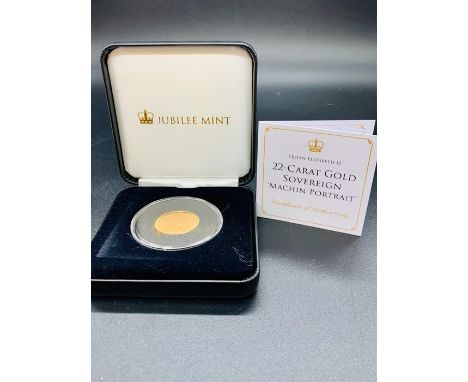 JUBILEE MINT
QUEEN ELIZABETH II
22-CARAT GOLD
SOVEREIGN
'MACHIN PORTRAIT'
Certificate of Authenticity